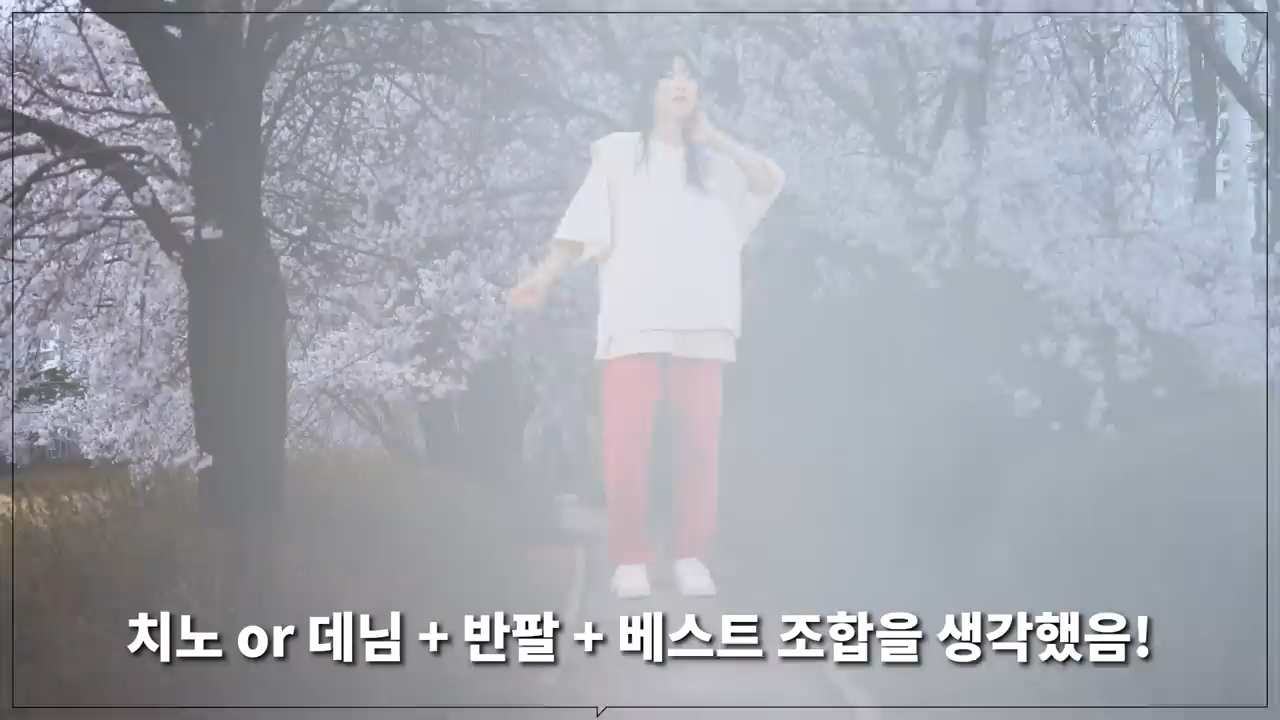 치노 or 데님 + 반팔 + 베스트 조합을 생각했음!